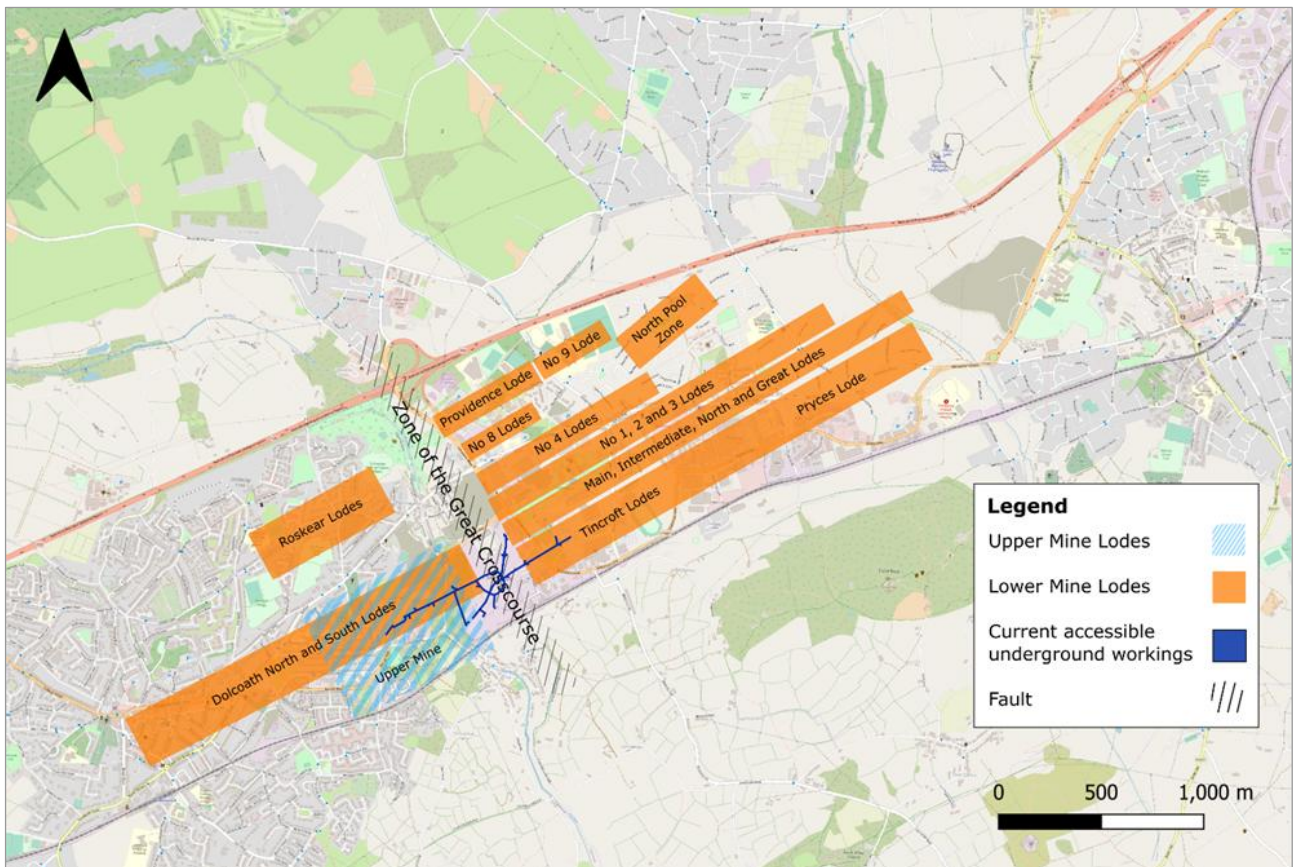 North Pool
Zone
No 9 Lode
Providence Lode
No 8 Lodes
No 4 Lodes
No 1, 2 and 3 Lodes
Main, Intermediate, North and Great Lodes
Pryces Lode
Tincroft Lodes
Zone of the Great Crosscourse
Roskear Lodes
Dolcoath North and South Lodes
Upper Mine
Legend
Upper Mine Lodes
Lower Mine Lodes
Current accessible
underground workings
Fault
0 500 1,000 m